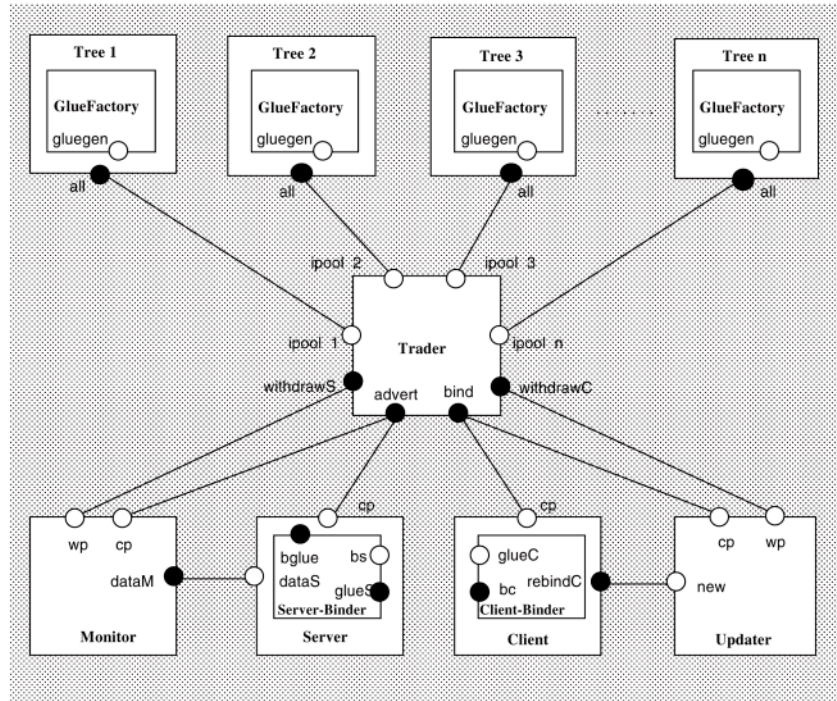 Tree 1
Tree 2
Tree 3
Tree n
GlueFactory
GlueFactory
GlueFactory
GlueFactory
gluegen
gluegen
gluegen
gluegen
. . . . . .
all
all
all
all
ipool 2
ipool 3
ipool 1
Trader
ipool n
withdrawS
advert
bind
withdrawC
cp
cp
wp
cp
bglue
bs
glueC
cp
wp
dataM
dataS
glueS
bc
rebindC
new
Server-Binder
Client-Binder
Monitor
Server
Client
Updater